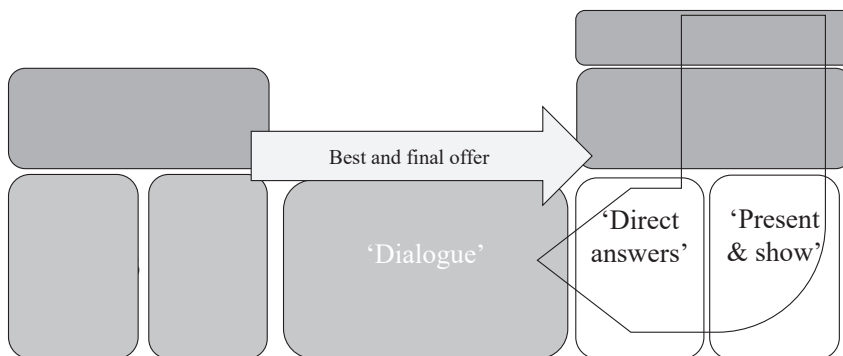 Best and final offer
‘Dialogue’
‘Direct
answers’
‘Present
& show’